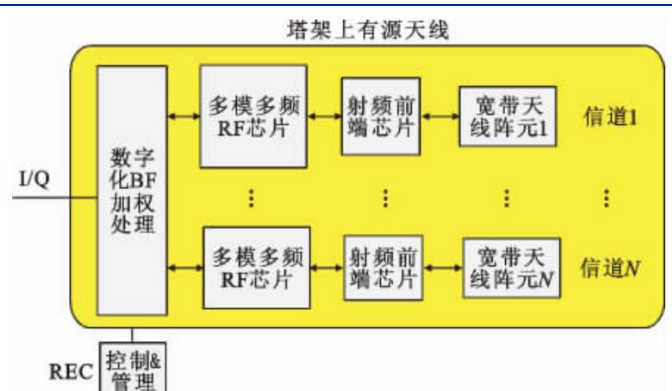 塔架上有源天线
I/Q
数字
化BF
加权
处理
多模多频
RF芯片
射频前
端芯片
宽带天
线阵元1
信道1
多模多频
RF芯片
射频前
端芯片
宽带天
线阵元N
信道N
REC
控制&
管理